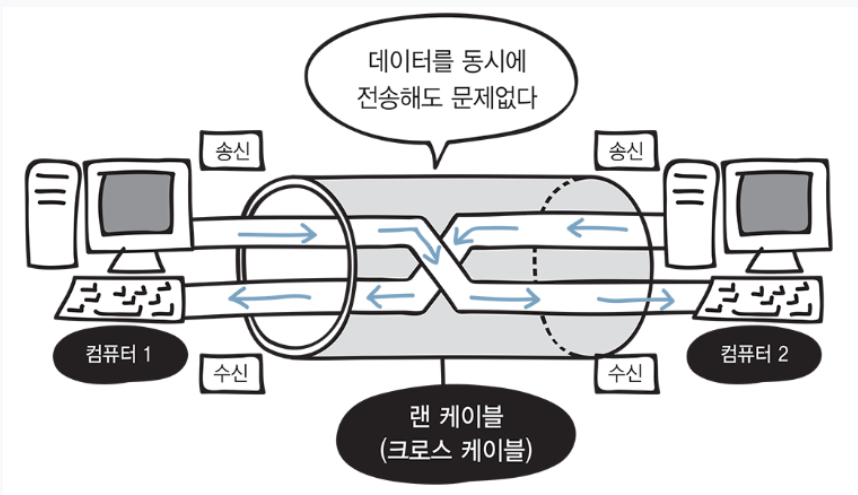 데이터를 동시에
전송해도 문제없다
송신
송신
컴퓨터 1
컴퓨터 2
수신
수신
랜 케이블
(크로스 케이블)